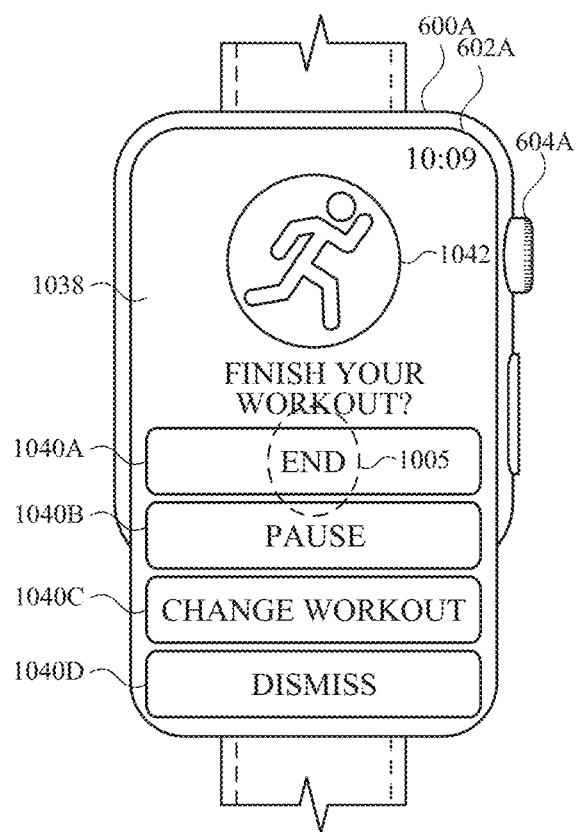 600A
602A
10:09
604A
1042
1038
FINISH YOUR
WORKOUT?
1040A
END
1005
1040B
PAUSE
1040C
CHANGE WORKOUT
1040D
DISMISS